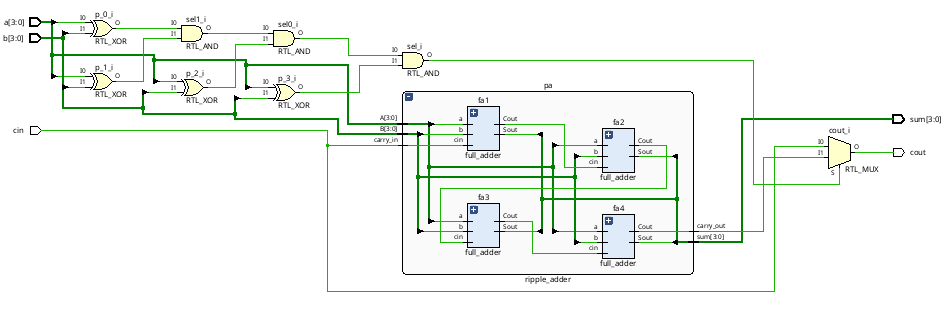 a[3:0]
b[3:0]
cin
p_0_i
I0
I1
O
RTL_XOR
p_1_i
I0
I1
O
RTL_XOR
sel1_i
I0
I1
O
RTL_AND
p_2_i
I0
I1
O
RTL_XOR
sel0_i
I0
I1
O
RTL_AND
p_3_i
I0
I1
O
RTL_XOR
sel_i
I0
I1
O
RTL_AND
pa
A[3:0]
B[3:0]
carry_in
fa1
a
b
cin
Cout
Sout
full_adder
fa2
a
b
cin
Cout
Sout
full_adder
fa3
a
b
cin
Cout
Sout
full_adder
fa4
a
b
cin
Cout
Sout
full_adder
carry_out
sum[3:0]
ripple_adder
cout_i
I0
I1
S
O
RTL_MUX
sum[3:0]
cout